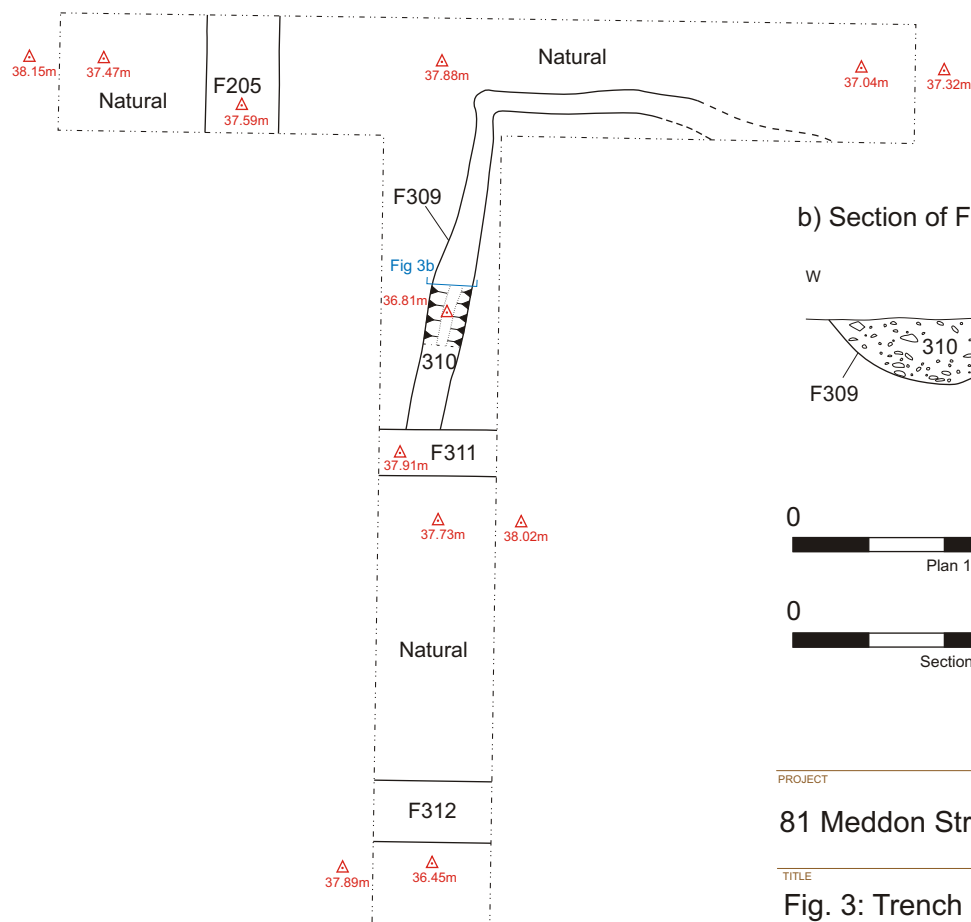 Natural
38.15m
37.47m
37.88m
37.04m
37.32m
F205
Natural
37.59m
F309
b) Section of F
Fig 3b
W
36.81m
310
310
F309
F311
37.91m
37.73m
38.02m
0
Plan 1
0
Natural
Section
PROJECT
F312
81 Meddon Str
37.89m
36.45m
TITLE
Fig. 3: Trench